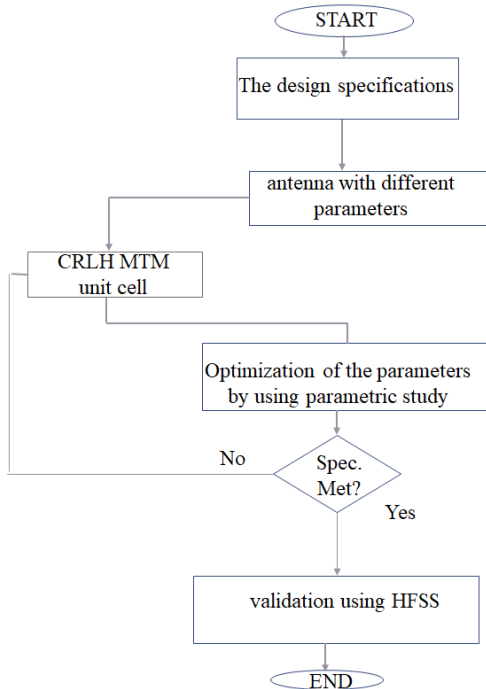 START
The design specifications
antenna with different
parameters
CRLH MTM
unit cell
Optimization of the parameters
by using parametric study
No
Spec.
Met?
Yes
validation using HFSS
END